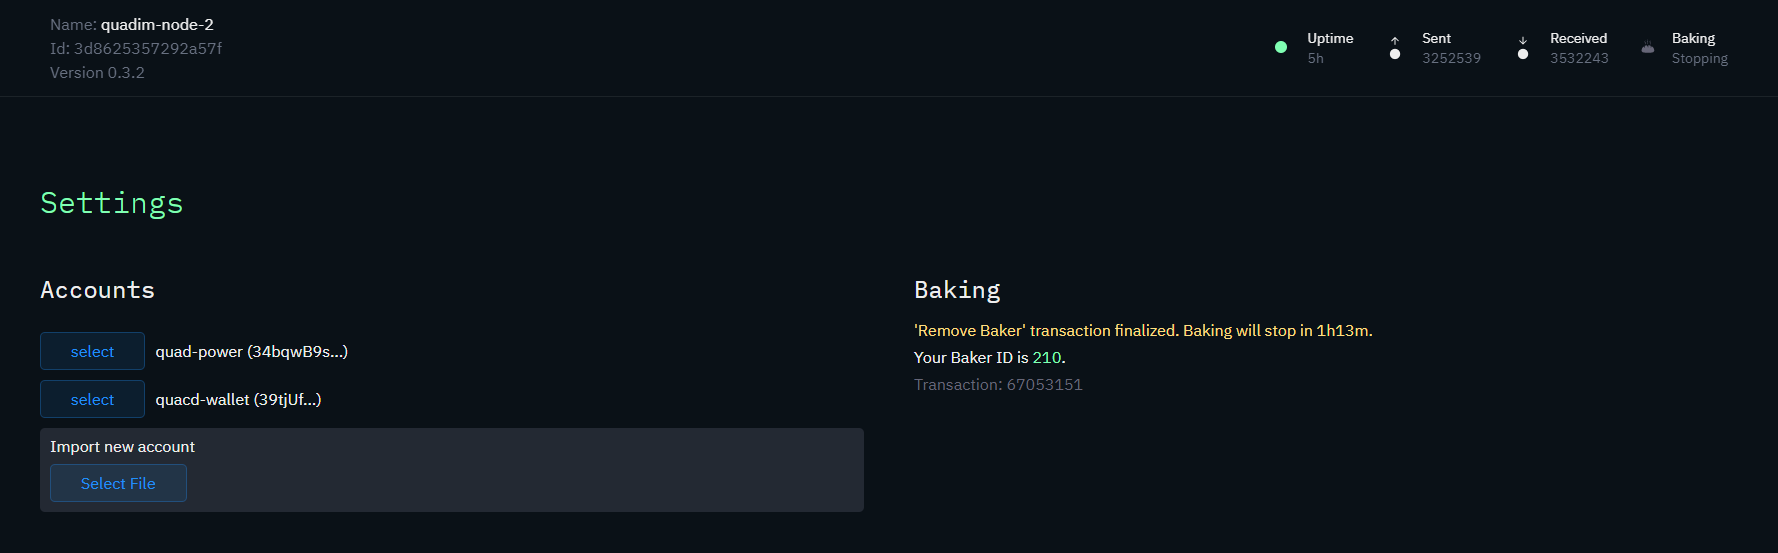 Name: quadim-node-2
Id: 3d8625357292a57f
Version 0.3.2
Uptime
5h
Sent
3252539
Received
3532243
Baking
Stopping
Settings
Accounts
select quad-power (34bqwB9s...)
select quacd-wallet (39tjUf...)
Import new account
Select File
Baking
'Remove Baker' transaction finalized. Baking will stop in 1h13m.
Your Baker ID is 210.
Transaction: 67053151